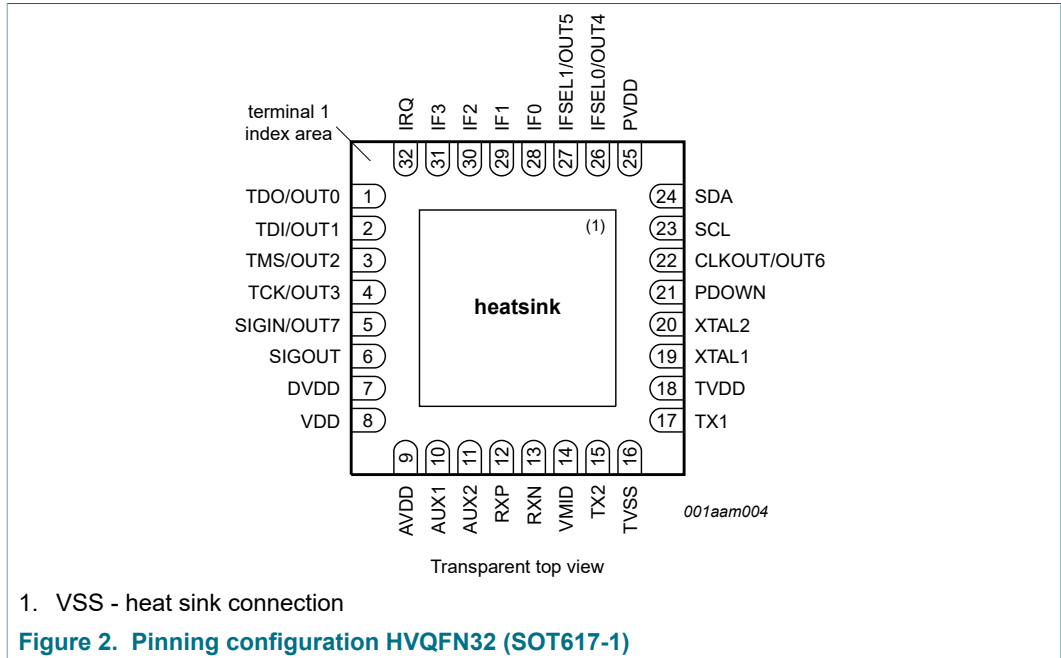 IRQ
IF3
IF2
IF1
IF0
IFSEL1/OUT5
IFSEL0/OUT4
PVDD
terminal 1
index area
32
31
30
29
28
27
26
25
TDO/OUT0 1
TDI/OUT1 2
TMS/OUT2 3
TCK/OUT3 4
SIGIN/OUT7 5
SIGOUT 6
DVDD 7
VDD 8
(1)
heatsink
24 SDA
23 SCL
22 CLKOUT/OUT6
21 PDOWN
20 XTAL2
19 XTAL1
18 TVDD
17 TX1
9
10
11
12
13
14
15
16
AVDD
AUX1
AUX2
RXP
RXN
VMID
TX2
TVSS
001aam004
Transparent top view
1. VSS - heat sink connection
Figure 2. Pinning configuration HVQFN32 (SOT617-1)